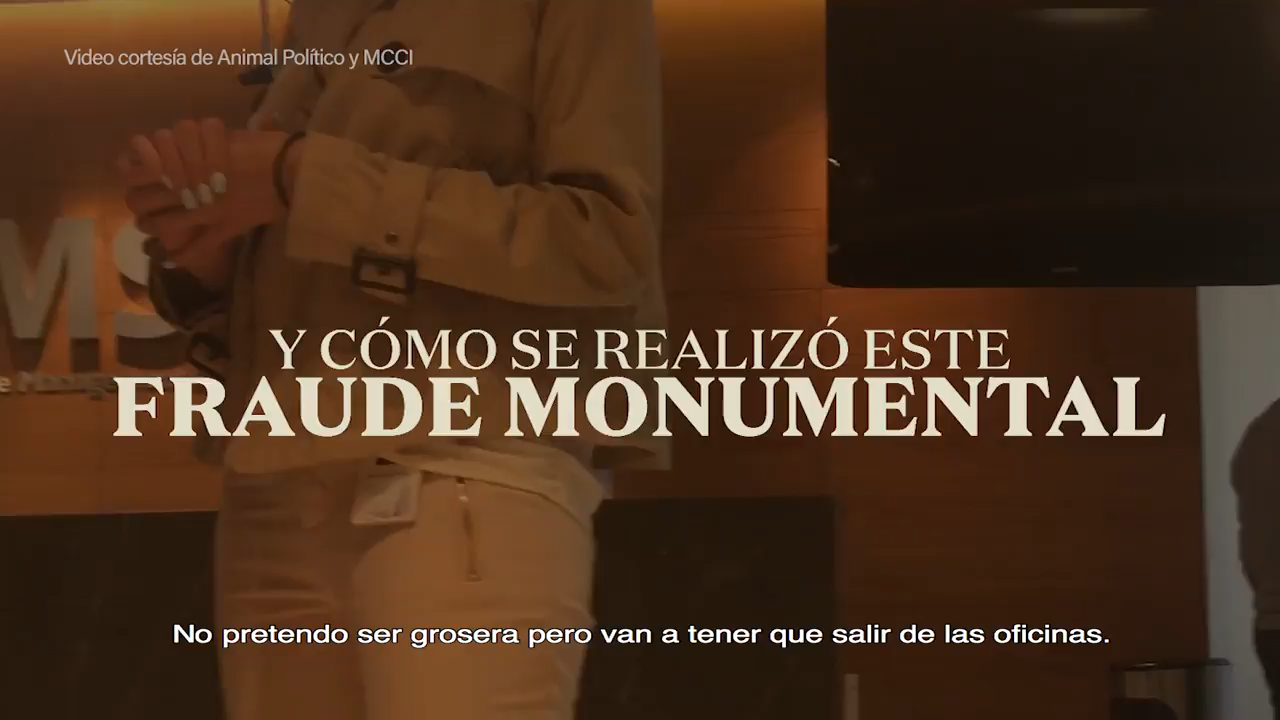 Video cortesía de Animal Político y MCCI
MS
Y CÓMO SE REALIZÓ ESTE
FRAUDE MONUMENTAL
No pretendo ser grosera pero van a tener que salir de las oficinas.